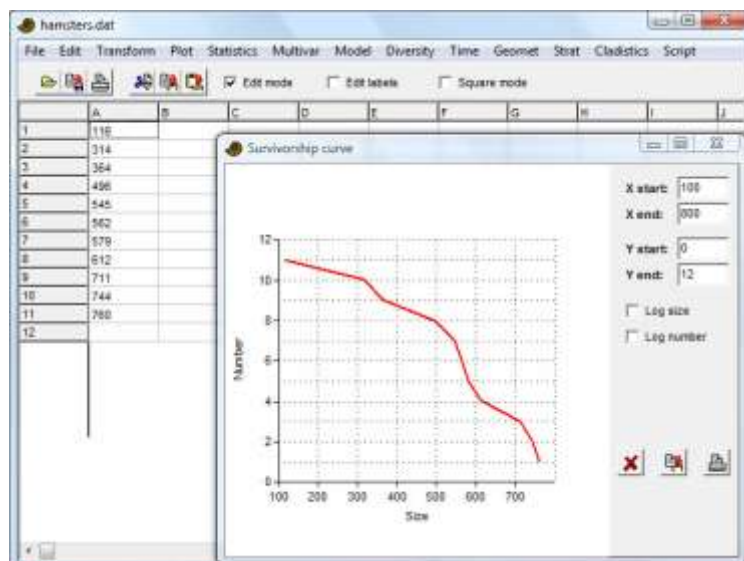 hamsters.dat
File Edit Transform Plot Statistics Multivar Model Diversity Time Geomet Strat Cladistics Script
Edit mode Edit labels Square mode
A B C D E F G H I J
1 116
2 314
3 364
4 496
5 545
6 562
7 579
8 612
9 711
10 744
11 760
12
Survivorship curve
X start: 100
X end: 800
Y start: 0
Y end: 12
Log size
Log number
12
10
8
6
4
2
0
Number
100 200 300 400 500 600 700
Size